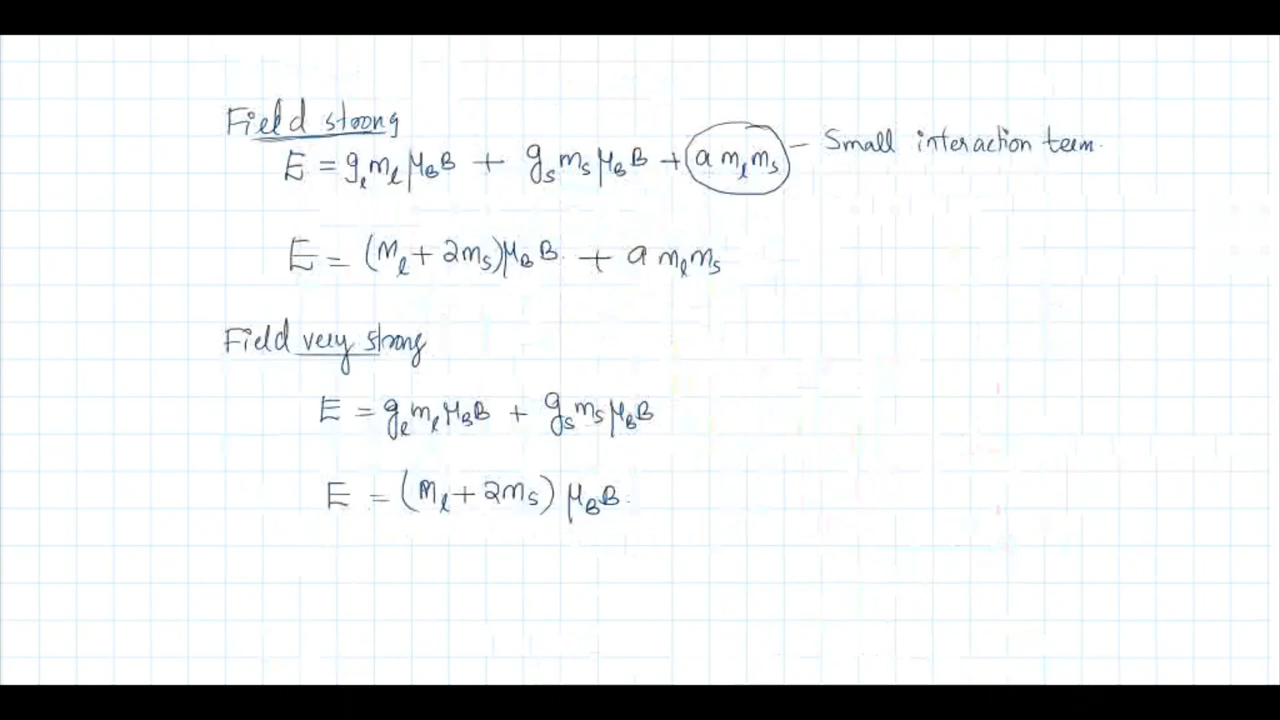 Field strong
E = g_l m_l μ_B B + g_s m_s μ_B B + a m_l m_s — Small interaction term.
E = (m_l + 2m_s) μ_B B + a m_l m_s
Field very strong
E = g_l m_l μ_B B + g_s m_s μ_B B
E = (m_l + 2m_s) μ_B B